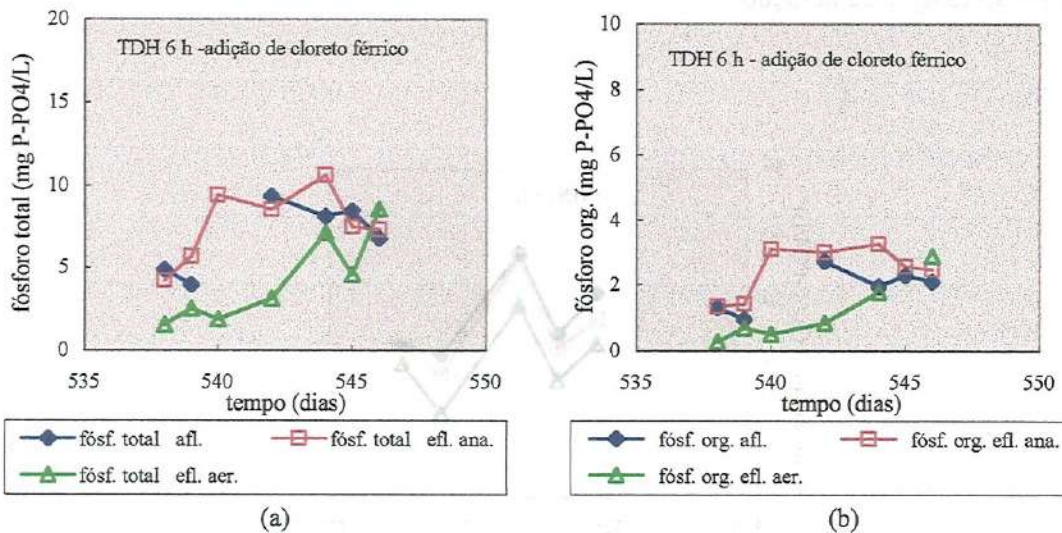 TDH 6 h -adição de cloreto férrico
fósforo total (mg P-PO4/L)
20
15
10
5
0
535
540
545
550
tempo (dias)
fósf. total afl.
fósf. total efl. ana.
fósf. total efl. aer.
(a)
TDH 6 h - adição de cloreto férrico
fósforo org. (mg P-PO4/L)
10
8
6
4
2
0
535
540
545
550
tempo (dias)
fósf. org. afl.
fósf. org. efl. ana.
fósf. org. efl. aer.
(b)